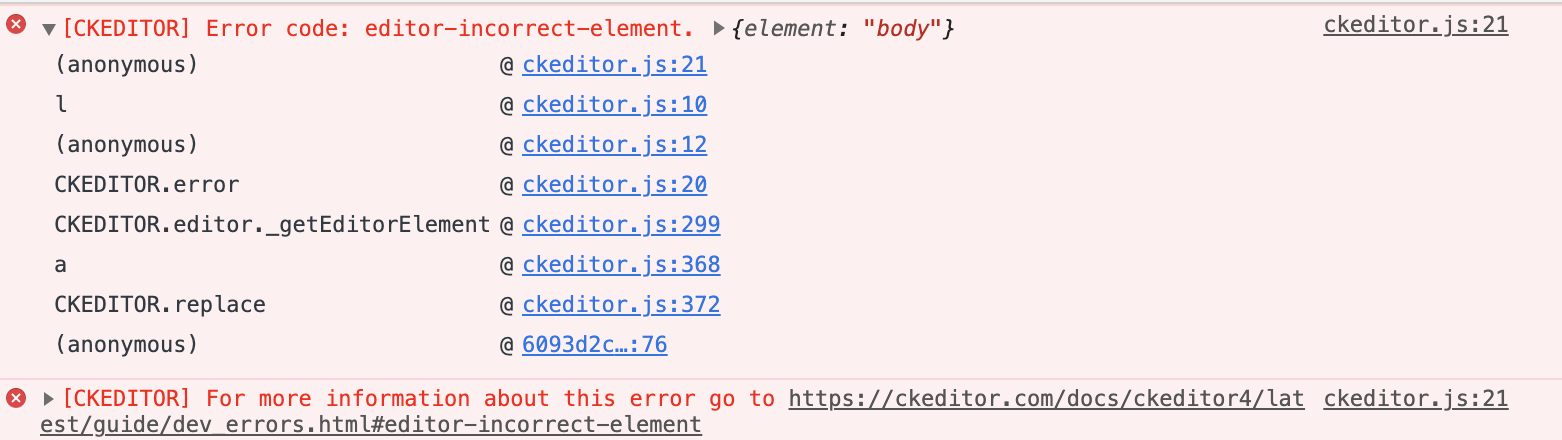 [CKEDITOR] Error code: editor-incorrect-element. {element: "body"} ckeditor.js:21
(anonymous) @ ckeditor.js:21
l @ ckeditor.js:10
(anonymous) @ ckeditor.js:12
CKEDITOR.error @ ckeditor.js:20
CKEDITOR.editor._getEditorElement @ ckeditor.js:299
a @ ckeditor.js:368
CKEDITOR.replace @ ckeditor.js:372
(anonymous) @ 6093d2c…:76
[CKEDITOR] For more information about this error go to https://ckeditor.com/docs/ckeditor4/lat ckeditor.js:21
est/guide/dev_errors.html#editor-incorrect-element